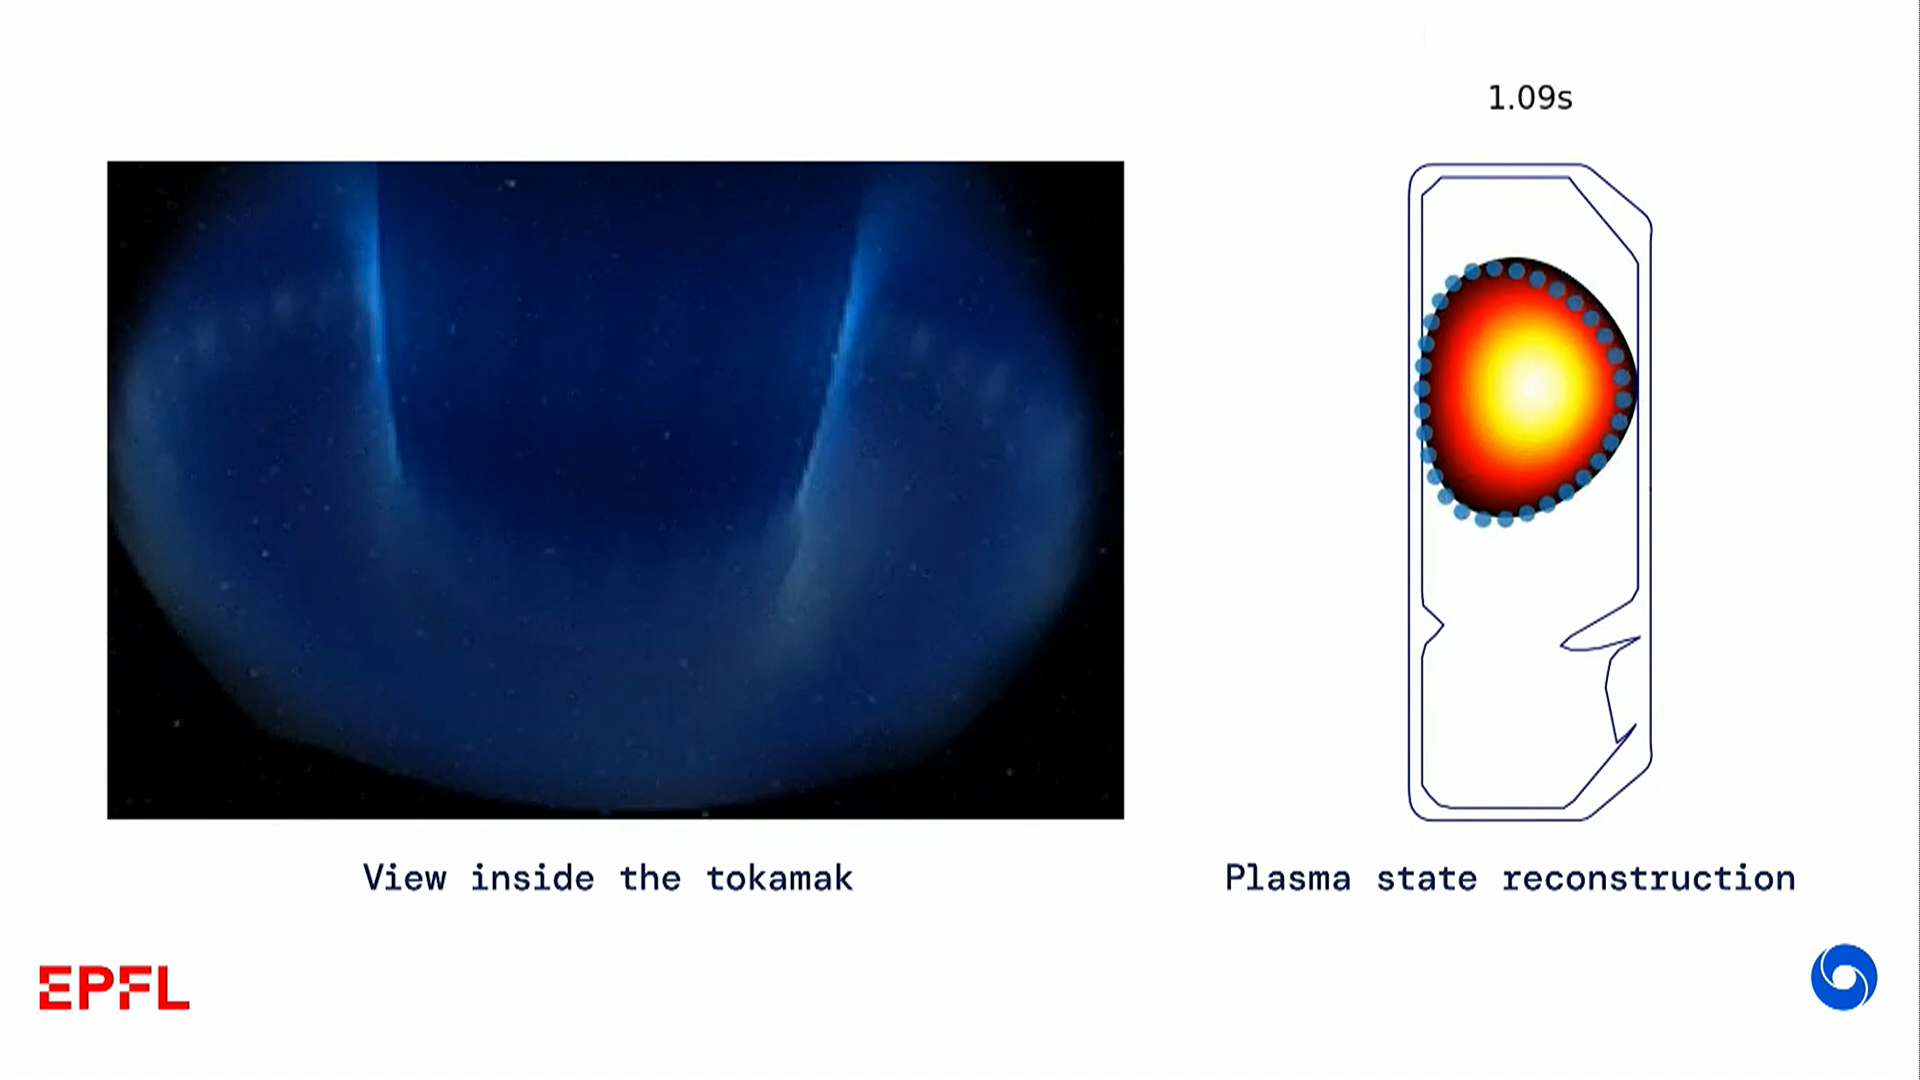 1.09s
View inside the tokamak
Plasma state reconstruction
EPFL